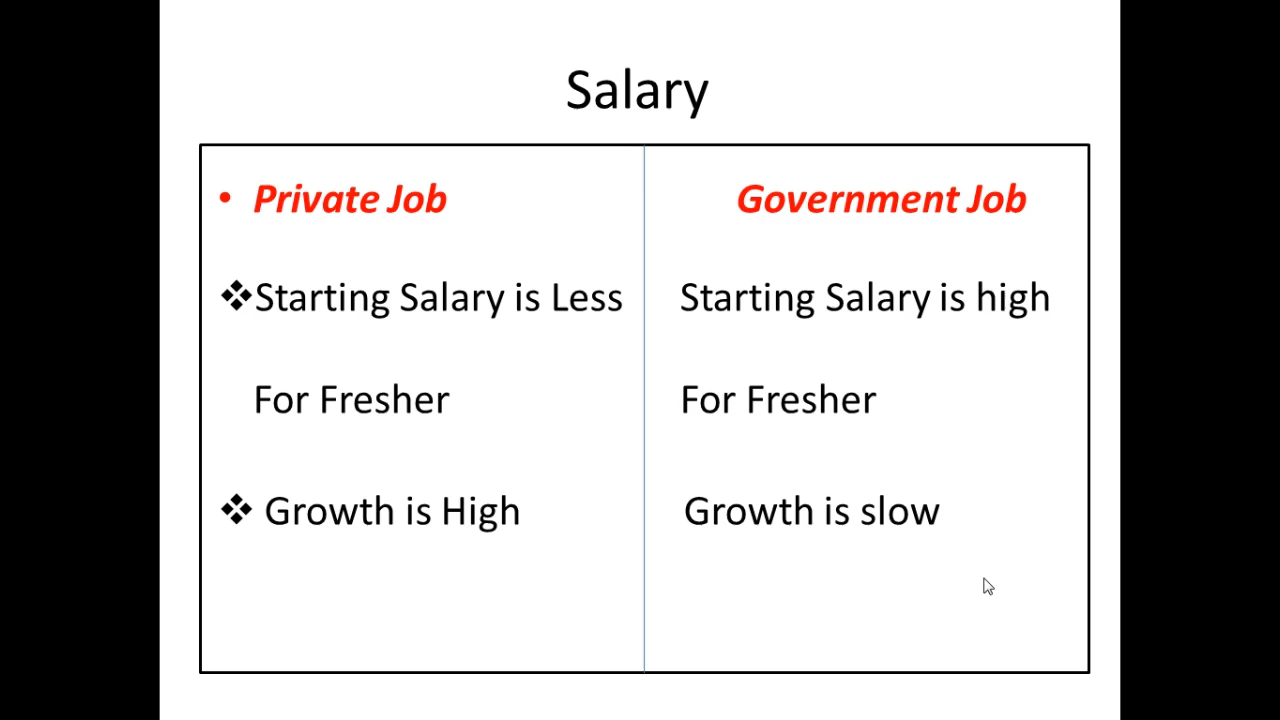 Salary
• Private Job
Government Job
❖Starting Salary is Less
Starting Salary is high
For Fresher
For Fresher
❖ Growth is High
Growth is slow